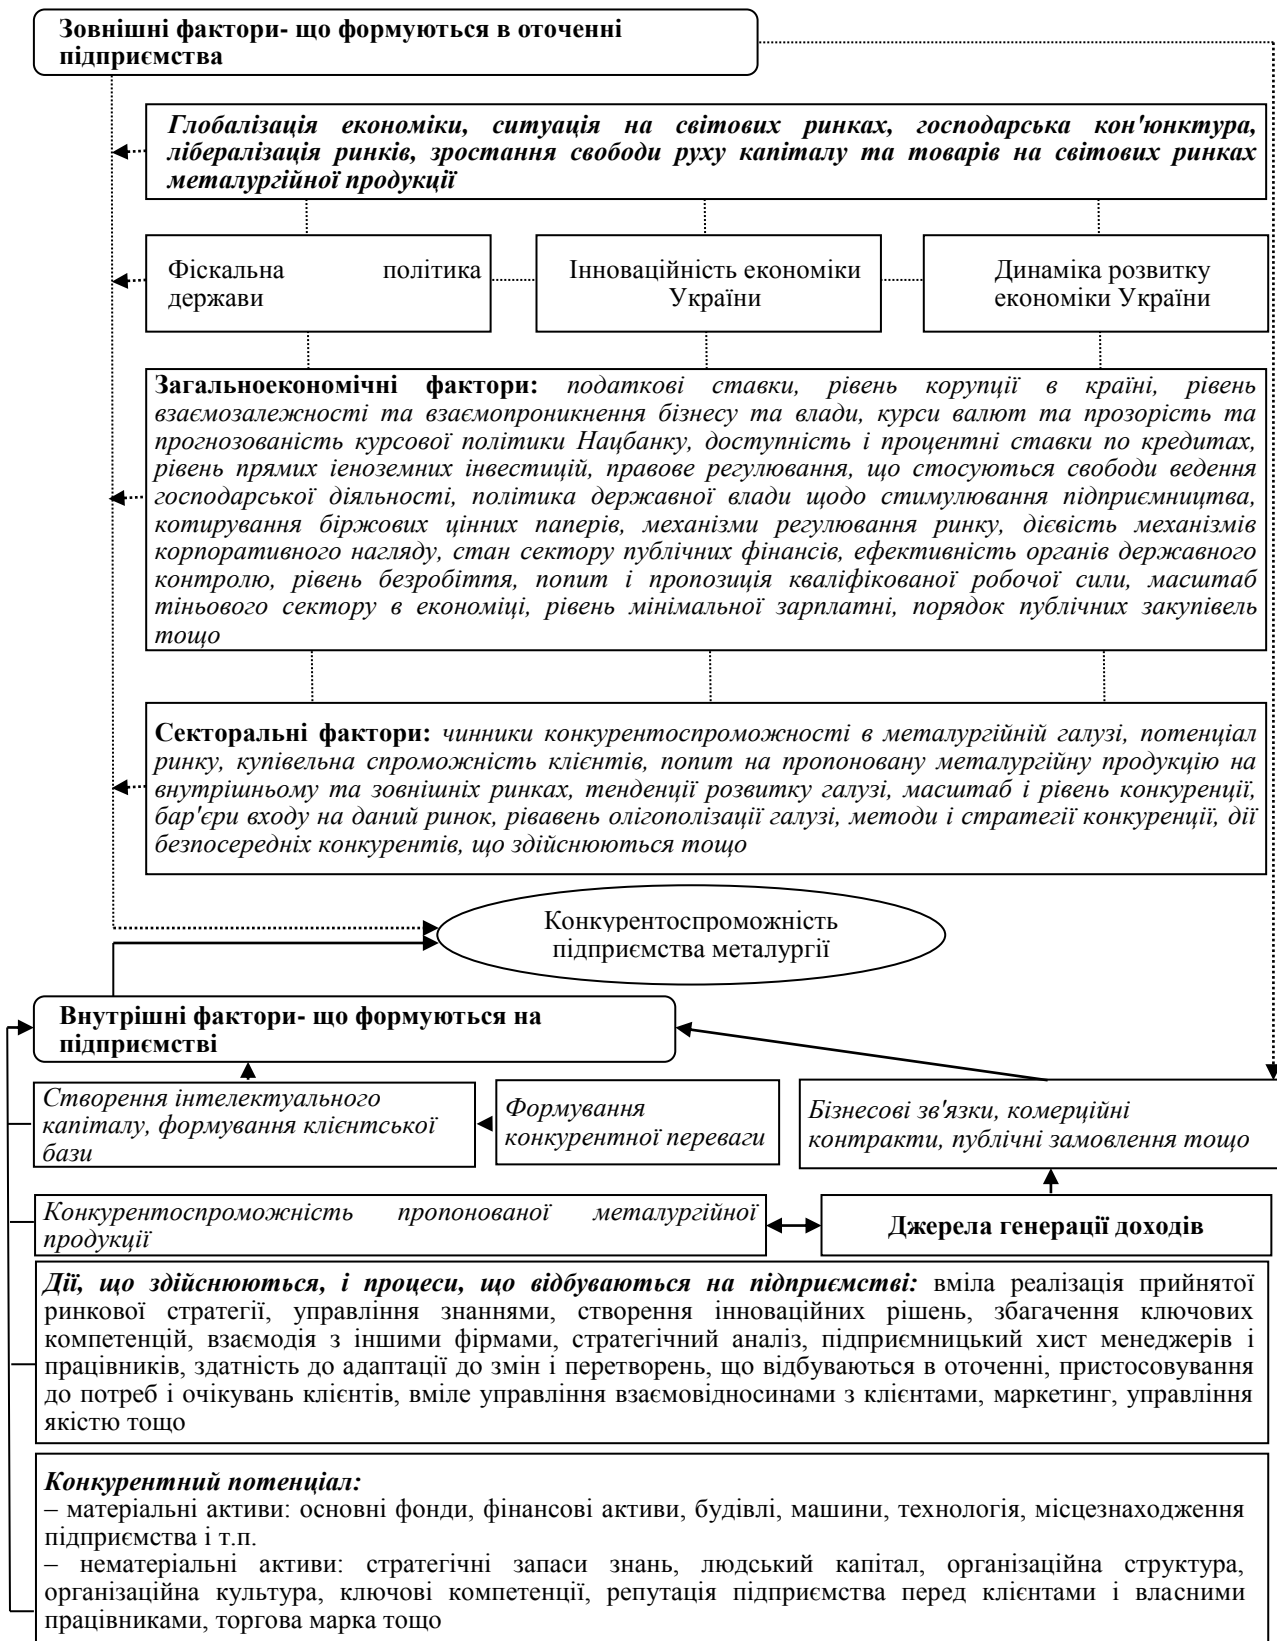 Зовнішні фактори- що формуються в оточенні
підприємства
Глобалізація економіки, ситуація на світових ринках, господарська кон'юнктура,
лібералізація ринків, зростання свободи руху капіталу та товарів на світових ринках
металургійної продукції
Фіскальна політика
держави
Інноваційність економіки
України
Динаміка розвитку
економіки України
Загальноекономічні фактори: податкові ставки, рівень корупції в країні, рівень
взаємозалежності та взаємопроникнення бізнесу та влади, курси валют та прозорість та
прогнозованість курсової політики Нацбанку, доступність і процентні ставки по кредитах,
рівень прямих іеноземних інвестицій, правове регулювання, що стосуються свободи ведення
господарської діяльності, політика державної влади щодо стимулювання підприємництва,
котирування біржових цінних паперів, механізми регулювання ринку, дієвість механізмів
корпоративного нагляду, стан сектору публічних фінансів, ефективність органів державного
контролю, рівень безробіття, попит і пропозиція кваліфікованої робочої сили, масштаб
тіньового сектору в економіці, рівень мінімальної зарплатні, порядок публічних закупівель
тощо
Секторальні фактори: чинники конкурентоспроможності в металургійній галузі, потенціал
ринку, купівельна спроможність клієнтів, попит на пропоновану металургійну продукцію на
внутрішньому та зовнішніх ринках, тенденції розвитку галузі, масштаб і рівень конкуренції,
бар'єри входу на даний ринок, рівавень олігополізації галузі, методи і стратегії конкуренції, дії
безпосередніх конкурентів, що здійснюються тощо
Конкурентоспроможність
підприємства металургії
Внутрішні фактори- що формуються на
підприємстві
Створення інтелектуального
капіталу, формування клієнтської
бази
Формування
конкурентної переваги
Бізнесові зв'язки, комерційні
контракти, публічні замовлення тощо
Конкурентоспроможність пропонованої металургійної
продукції
Джерела генерації доходів
Дії, що здійснюються, і процеси, що відбуваються на підприємстві: вміла реалізація прийнятої
ринкової стратегії, управління знаннями, створення інноваційних рішень, збагачення ключових
компетенцій, взаємодія з іншими фірмами, стратегічний аналіз, підприємницький хист менеджерів і
працівників, здатність до адаптації до змін і перетворень, що відбуваються в оточенні, пристосовування
до потреб і очікувань клієнтів, вміле управління взаємовідносинами з клієнтами, маркетинг, управління
якістю тощо
Конкурентний потенціал:
– матеріальні активи: основні фонди, фінансові активи, будівлі, машини, технологія, місцезнаходження
підприємства і т.п.
– нематеріальні активи: стратегічні запаси знань, людський капітал, організаційна структура,
організаційна культура, ключові компетенції, репутація підприємства перед клієнтами і власними
працівниками, торгова марка тощо